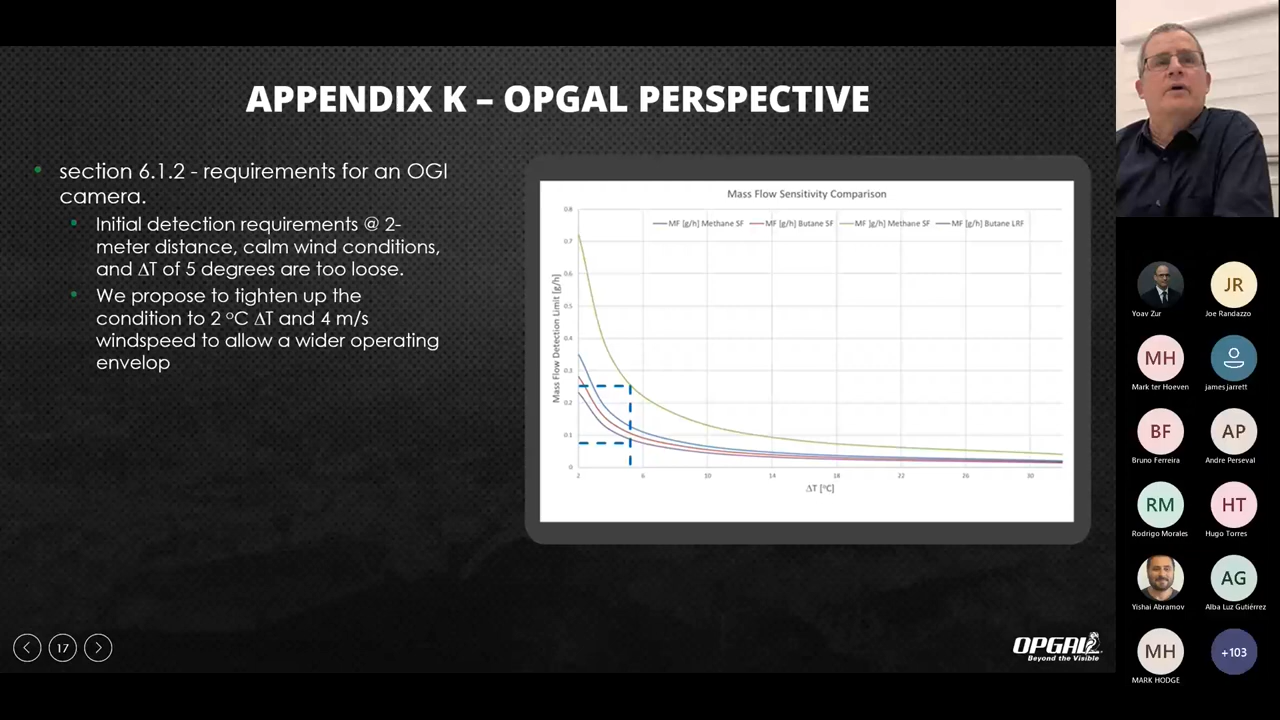 APPENDIX K – OPGAL PERSPECTIVE
• section 6.1.2 - requirements for an OGI
camera.
• Initial detection requirements @ 2-
meter distance, calm wind conditions,
and ΔT of 5 degrees are too loose.
• We propose to tighten up the
condition to 2 °C ΔT and 4 m/s
windspeed to allow a wider operating
envelop
Mass Flow Sensitivity Comparison
MF [g/h] Methane SF
MF [g/h] Butane SF
MF [g/h] Methane SF
MF [g/h] Butane LRF
Mass Flow Detection Limit [g/h]
0.8
0.7
0.6
0.5
0.4
0.3
0.2
0.1
0
2 6 10 14 18 22 26 30
ΔT [°C]
17
OPGAL
Beyond the Visible
Yoav Zur
JR
Joe Randazzo
MH
Mark ter Hoeven
james jarrett
BF
Bruno Ferreira
AP
Andre Perseval
RM
Rodrigo Morales
HT
Hugo Torres
Yishai Abramov
AG
Alba Luz Gutiérrez
MH
MARK HODGE
+103